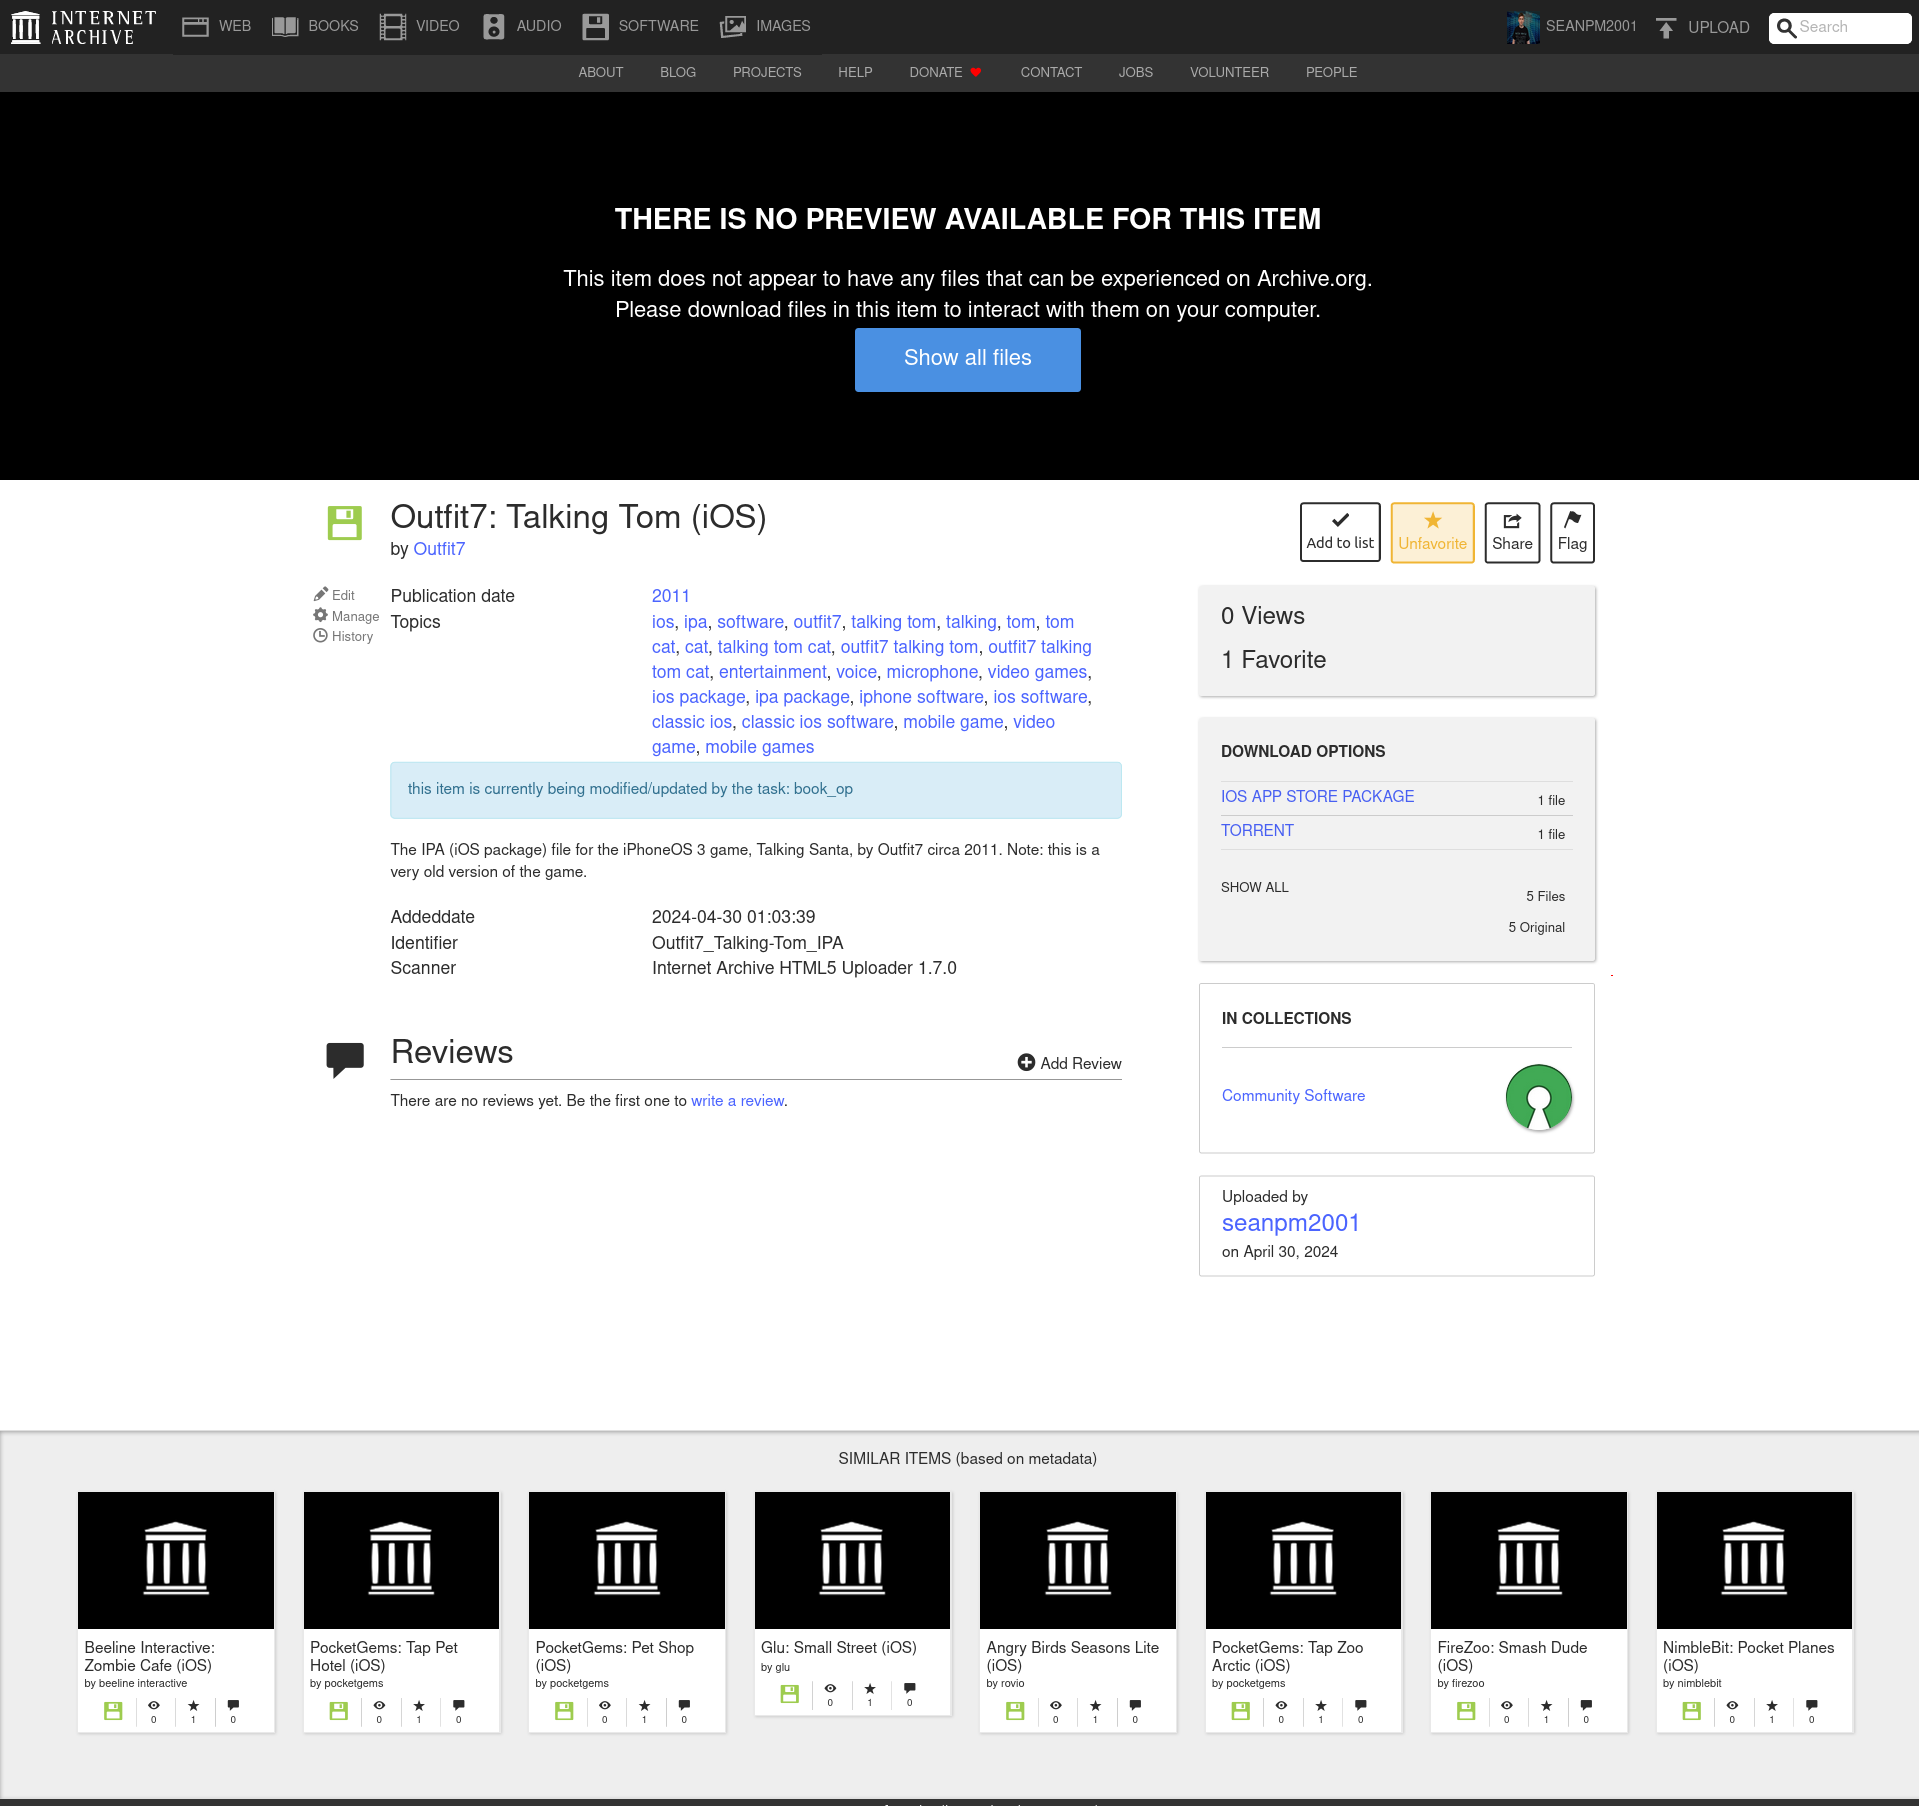 INTERNET ARCHIVE
WEB BOOKS VIDEO AUDIO SOFTWARE IMAGES SEANPM2001 UPLOAD Search
ABOUT BLOG PROJECTS HELP DONATE CONTACT JOBS VOLUNTEER PEOPLE
THERE IS NO PREVIEW AVAILABLE FOR THIS ITEM
This item does not appear to have any files that can be experienced on Archive.org.
Please download files in this item to interact with them on your computer.
Show all files
Outfit7: Talking Tom (iOS)
by Outfit7
Add to list Unfavorite Share Flag
Edit
Manage
History
Publication date 2011
Topics ios, ipa, software, outfit7, talking tom, talking, tom, tom
cat, cat, talking tom cat, outfit7 talking tom, outfit7 talking
tom cat, entertainment, voice, microphone, video games,
ios package, ipa package, iphone software, ios software,
classic ios, classic ios software, mobile game, video
game, mobile games
this item is currently being modified/updated by the task: book_op
The IPA (iOS package) file for the iPhoneOS 3 game, Talking Santa, by Outfit7 circa 2011. Note: this is a
very old version of the game.
Addeddate 2024-04-30 01:03:39
Identifier Outfit7_Talking-Tom_IPA
Scanner Internet Archive HTML5 Uploader 1.7.0
Reviews
Add Review
There are no reviews yet. Be the first one to write a review.
0 Views
1 Favorite
DOWNLOAD OPTIONS
IOS APP STORE PACKAGE 1 file
TORRENT 1 file
SHOW ALL 5 Files
5 Original
IN COLLECTIONS
Community Software
Uploaded by
seanpm2001
on April 30, 2024
SIMILAR ITEMS (based on metadata)
Beeline Interactive:
Zombie Cafe (iOS)
by beeline interactive
0 1 0
PocketGems: Tap Pet
Hotel (iOS)
by pocketgems
0 1 0
PocketGems: Pet Shop
(iOS)
by pocketgems
0 1 0
Glu: Small Street (iOS)
by glu
0 1 0
Angry Birds Seasons Lite
(iOS)
by rovio
0 1 0
PocketGems: Tap Zoo
Arctic (iOS)
by pocketgems
0 1 0
FireZoo: Smash Dude
(iOS)
by firezoo
0 1 0
NimbleBit: Pocket Planes
(iOS)
by nimblebit
0 1 0